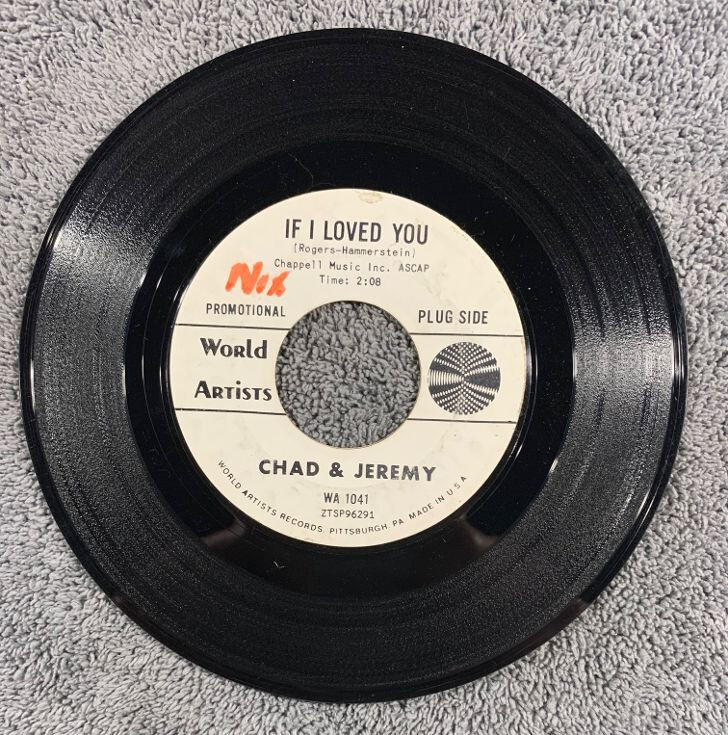 IF I LOVED YOU
(Rogers-Hammerstein)
Chappell Music Inc. ASCAP
Time: 2:08
Nix
PROMOTIONAL
PLUG SIDE
World
Artists
CHAD & JEREMY
WA 1041
ZTSP96291
WORLD ARTISTS RECORDS, PITTSBURGH, PA MADE IN U.S.A